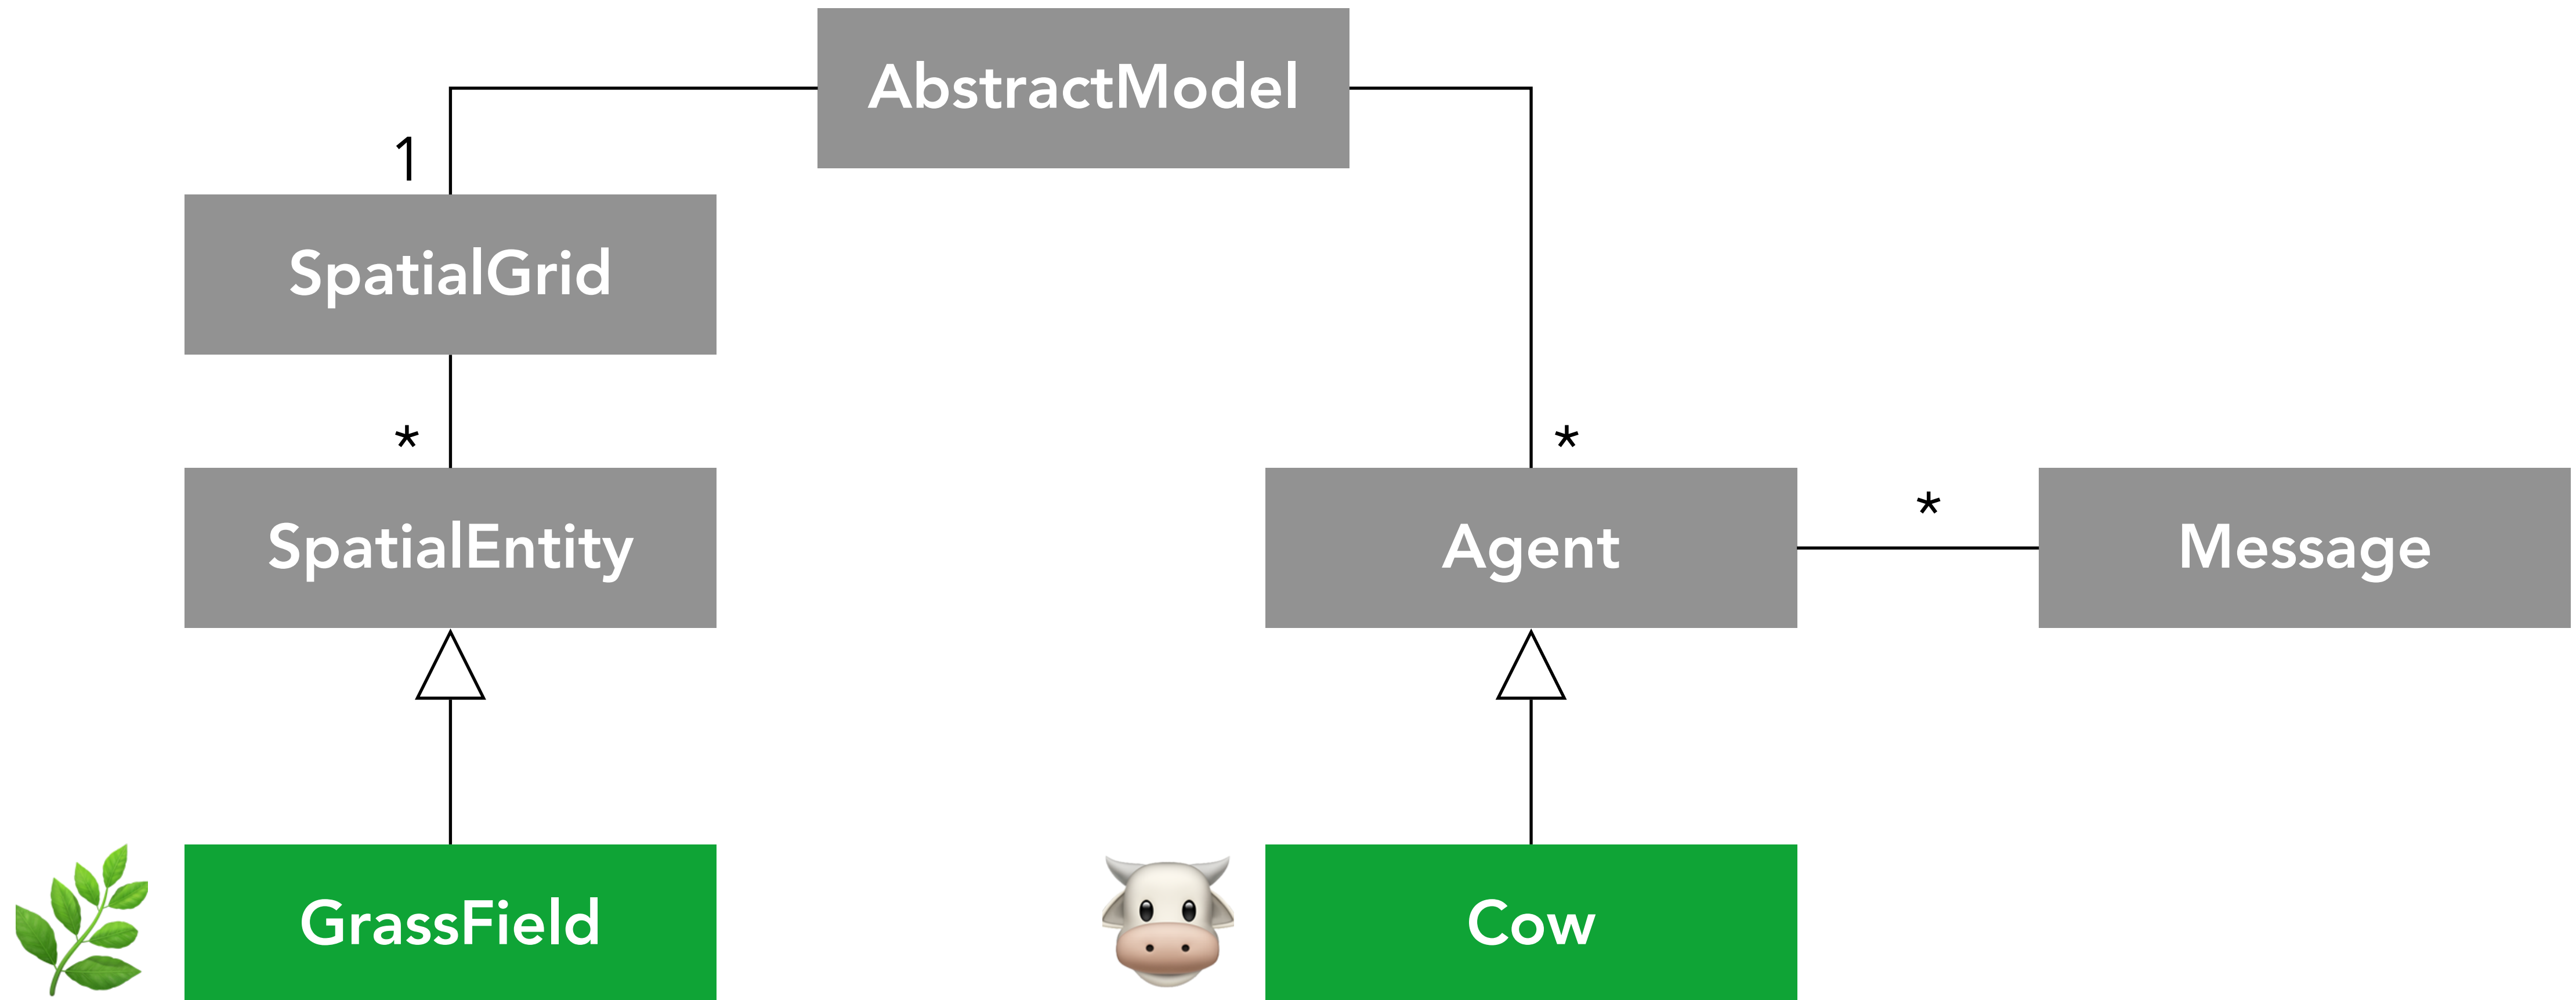 AbstractModel
1
SpatialGrid
*
*
SpatialEntity
Agent
*
Message
GrassField
Cow